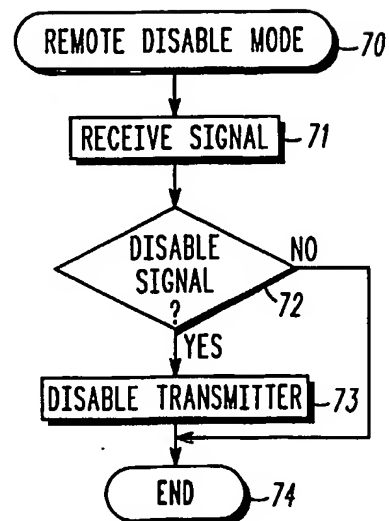 REMOTE DISABLE MODE
70
RECEIVE SIGNAL
71
DISABLE
SIGNAL
?
NO
72
YES
DISABLE TRANSMITTER
73
END
74